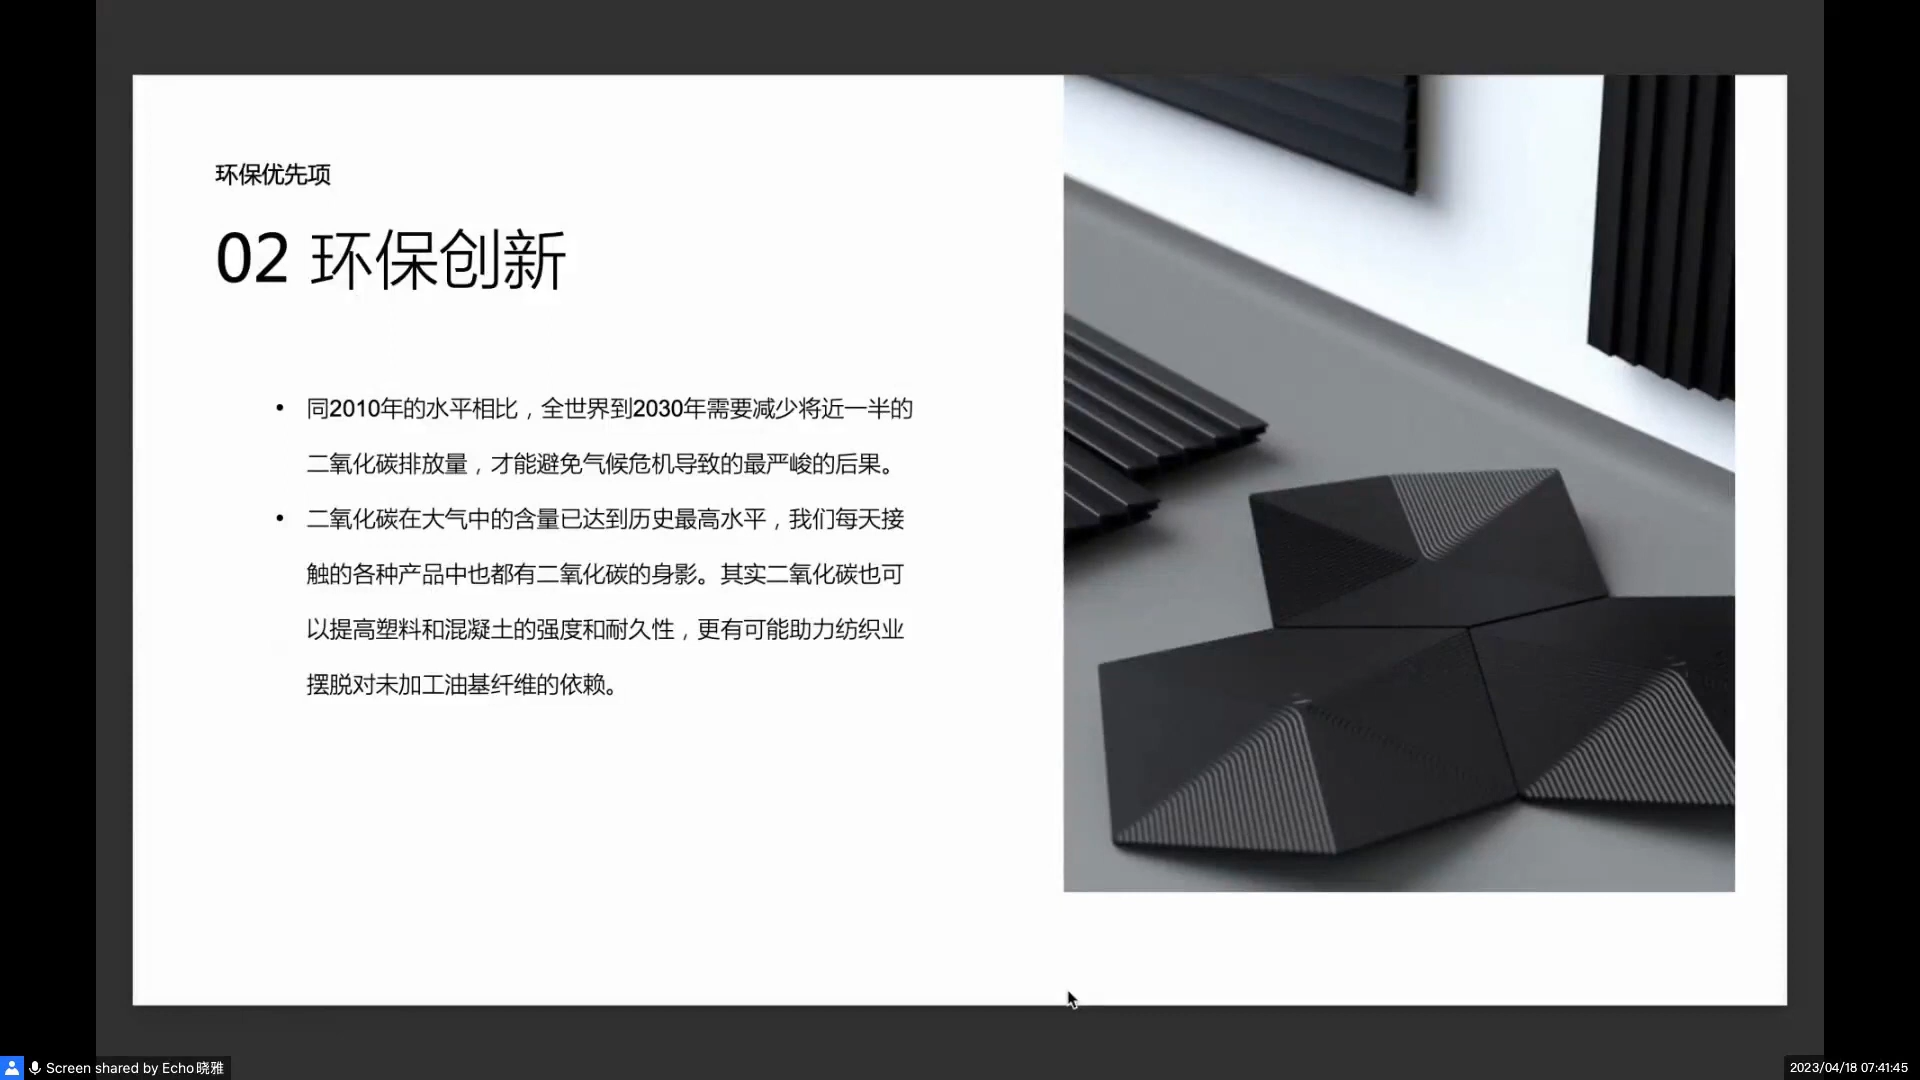 环保优先项
02 环保创新
• 同2010年的水平相比，全世界到2030年需要减少将近一半的
二氧化碳排放量，才能避免气候危机导致的最严峻的后果。
• 二氧化碳在大气中的含量已达到历史最高水平，我们每天接
触的各种产品中也都有二氧化碳的身影。其实二氧化碳也可
以提高塑料和混凝土的强度和耐久性，更有可能助力纺织业
摆脱对未加工油基纤维的依赖。
Screen shared by Echo晓雅
2023/04/18 07:41:45